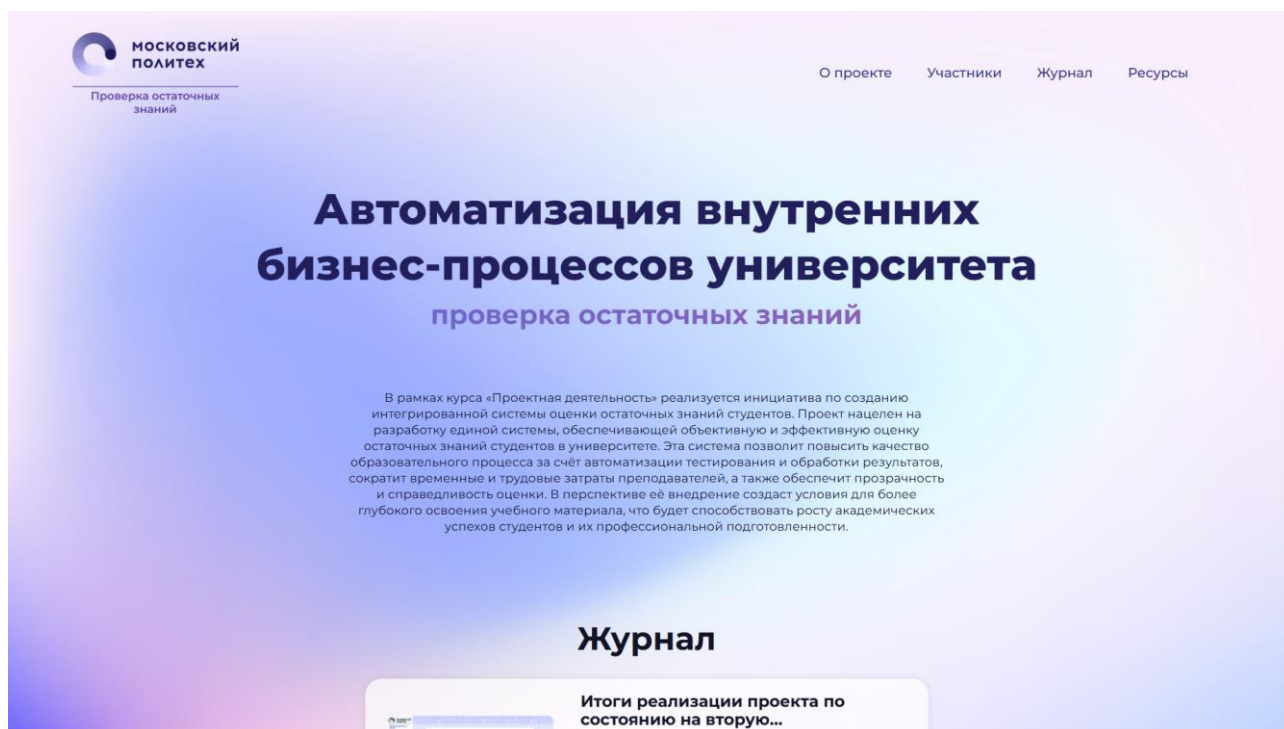 московский
политех
Проверка остаточных
знаний
О проекте Участники Журнал Ресурсы
Автоматизация внутренних
бизнес-процессов университета
проверка остаточных знаний
В рамках курса «Проектная деятельность» реализуется инициатива по созданию
интегрированной системы оценки остаточных знаний студентов. Проект нацелен на
разработку единой системы, обеспечивающей объективную и эффективную оценку
остаточных знаний студентов в университете. Эта система позволит повысить качество
образовательного процесса за счёт автоматизации тестирования и обработки результатов,
сократит временные и трудовые затраты преподавателей, а также обеспечит прозрачность
и справедливость оценки. В перспективе её внедрение создаст условия для более
глубокого освоения учебного материала, что будет способствовать росту академических
успехов студентов и их профессиональной подготовленности.
Журнал
Итоги реализации проекта по
состоянию на вторую...